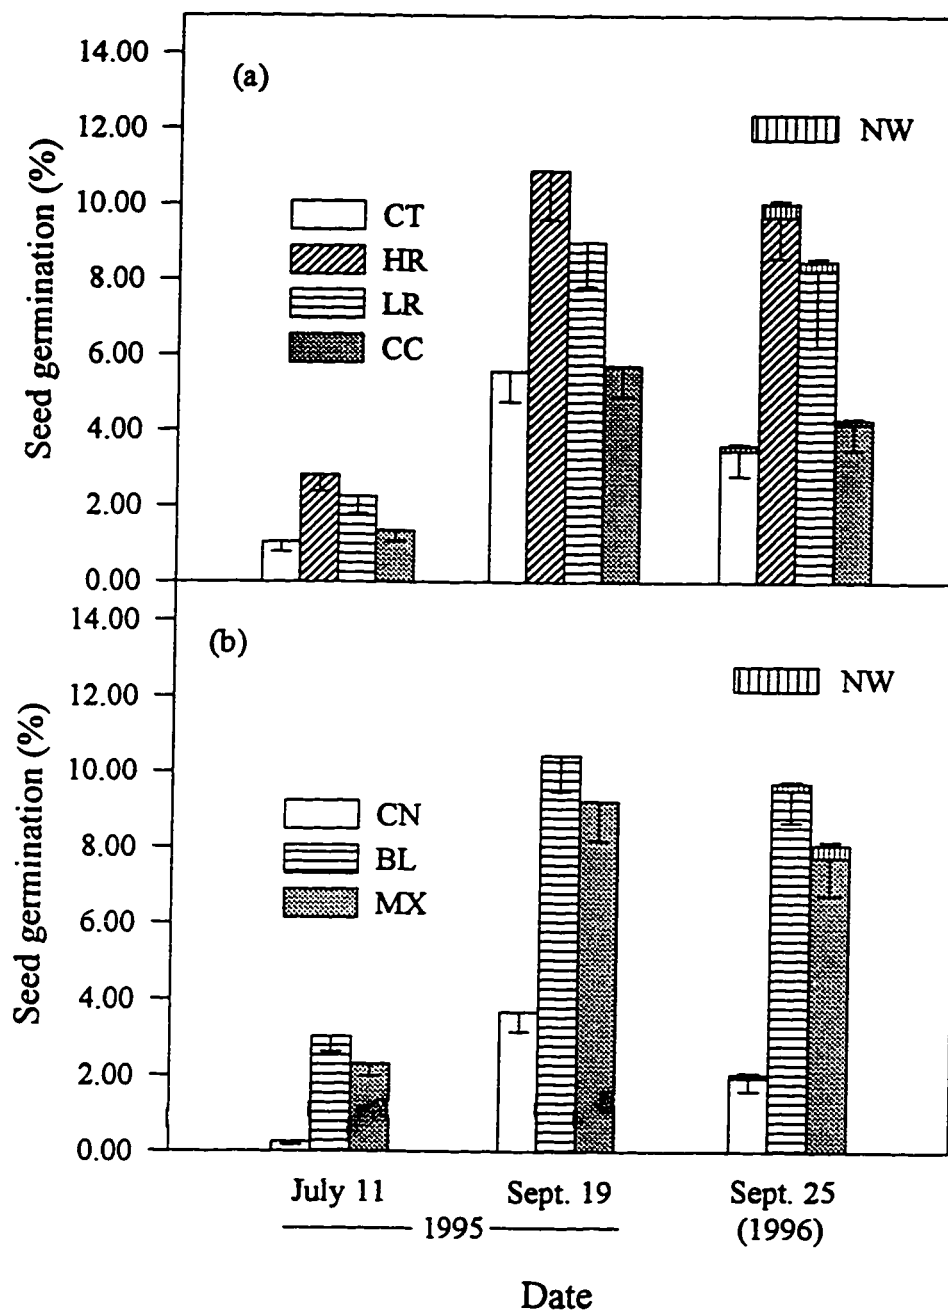 14.00
(a)
12.00
NW
Seed germination (%)
10.00
CT
HR
8.00
LR
6.00
CC
4.00
2.00
0.00
14.00
(b)
12.00
NW
Seed germination (%)
10.00
CN
8.00
BL
6.00
MX
4.00
2.00
0.00
July 11 Sept. 19 Sept. 25
1995 (1996)
Date